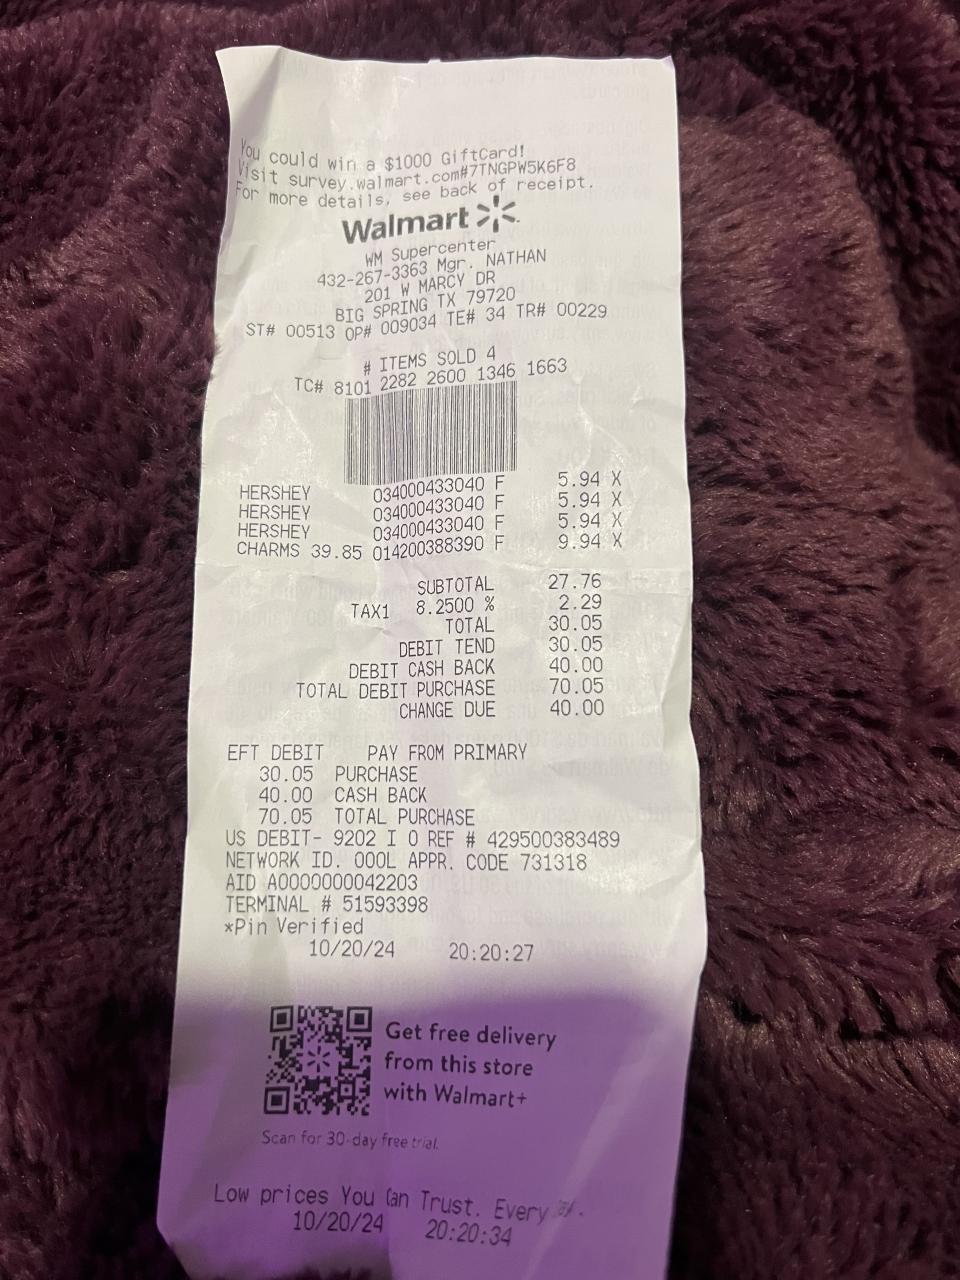 You could win a $1000 GiftCard!
Visit survey.walmart.com#7TNGPW5K6F8
For more details, see back of receipt.
Walmart
WM Supercenter
432-267-3363 Mgr. NATHAN
201 W MARCY DR
BIG SPRING TX 79720
ST# 00513 OP# 009034 TE# 34 TR# 00229
# ITEMS SOLD 4
TC# 8101 2282 2600 1346 1663
HERSHEY 034000433040 F 5.94 X
HERSHEY 034000433040 F 5.94 X
HERSHEY 034000433040 F 5.94 X
CHARMS 39.85 014200388390 F 9.94 X
SUBTOTAL 27.76
TAX1 8.2500 % 2.29
TOTAL 30.05
DEBIT TEND 30.05
DEBIT CASH BACK 40.00
TOTAL DEBIT PURCHASE 70.05
CHANGE DUE 40.00
EFT DEBIT PAY FROM PRIMARY
30.05 PURCHASE
40.00 CASH BACK
70.05 TOTAL PURCHASE
US DEBIT- 9202 I 0 REF # 429500383489
NETWORK ID. 000L APPR. CODE 731318
AID A0000000042203
TERMINAL # 51593398
*Pin Verified
10/20/24 20:20:27
Get free delivery
from this store
with Walmart+
Scan for 30-day free trial.
Low prices You Can Trust. Every
10/20/24 20:20:34